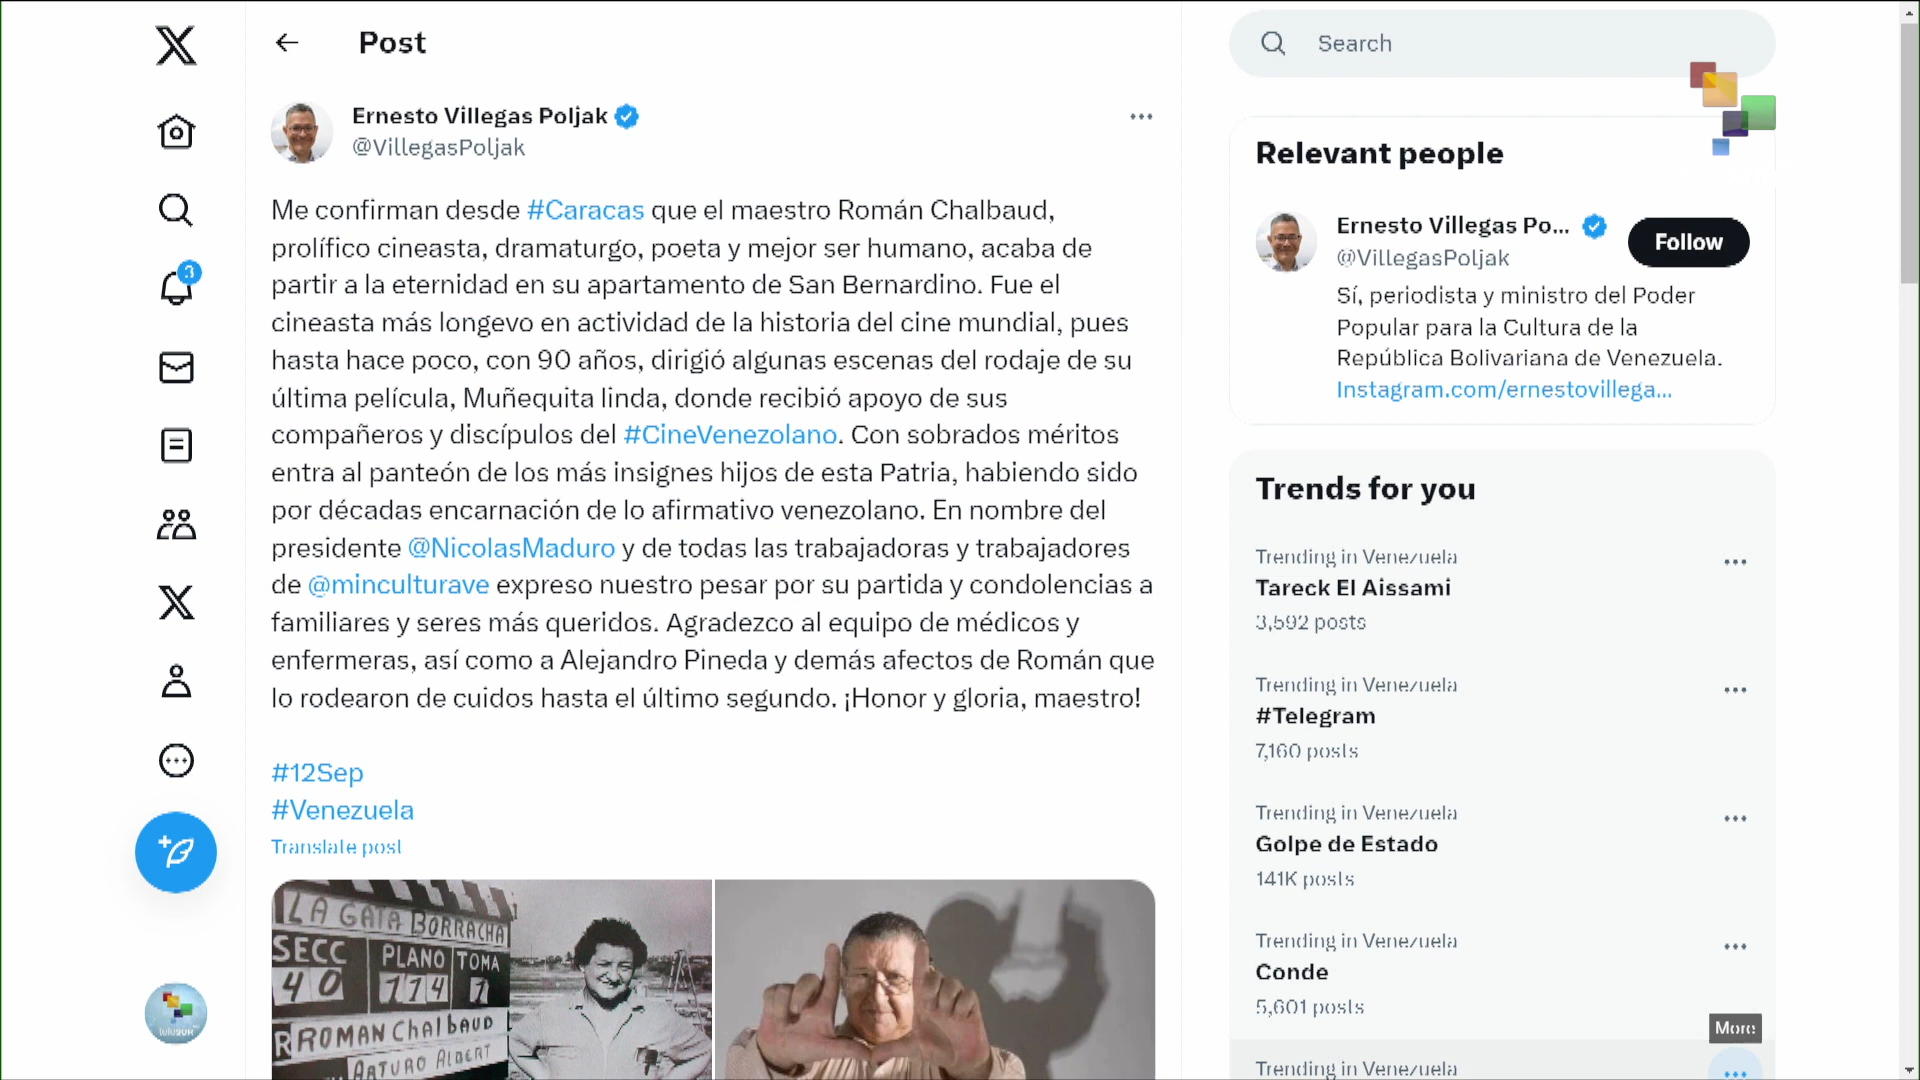 Post
Search
Ernesto Villegas Poljak
@VillegasPoljak
Me confirman desde #Caracas que el maestro Román Chalbaud,
prolífico cineasta, dramaturgo, poeta y mejor ser humano, acaba de
partir a la eternidad en su apartamento de San Bernardino. Fue el
cineasta más longevo en actividad de la historia del cine mundial, pues
hasta hace poco, con 90 años, dirigió algunas escenas del rodaje de su
última película, Muñequita linda, donde recibió apoyo de sus
compañeros y discípulos del #CineVenezolano. Con sobrados méritos
entra al panteón de los más insignes hijos de esta Patria, habiendo sido
por décadas encarnación de lo afirmativo venezolano. En nombre del
presidente @NicolasMaduro y de todas las trabajadoras y trabajadores
de @minculturave expreso nuestro pesar por su partida y condolencias a
familiares y seres más queridos. Agradezco al equipo de médicos y
enfermeras, así como a Alejandro Pineda y demás afectos de Román que
lo rodearon de cuidos hasta el último segundo. ¡Honor y gloria, maestro!
#12Sep
#Venezuela
Translate post
LA GATA BORRACHA
SECC PLANO TOMA
40 114 1
ROMAN Chalbaud
ARTURO ALBERT
3
teleSUR
Relevant people
Ernesto Villegas Po...
@VillegasPoljak
Follow
Sí, periodista y ministro del Poder
Popular para la Cultura de la
República Bolivariana de Venezuela.
Instagram.com/ernestovillega...
Trends for you
Trending in Venezuela
Tareck El Aissami
3,592 posts
Trending in Venezuela
#Telegram
7,160 posts
Trending in Venezuela
Golpe de Estado
141K posts
Trending in Venezuela
Conde
5,601 posts
More
Trending in Venezuela